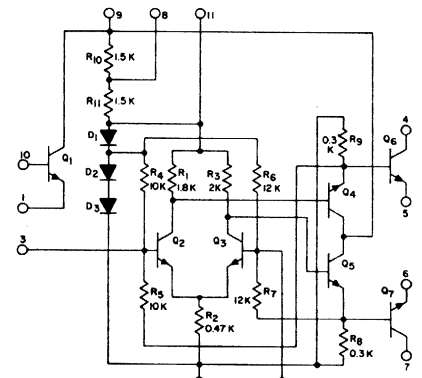 9 8 11
R10 1.5 K
4
R11 1.5 K
0.3 K R9
Q6
D1
10 Q1
R4 10K
R1 1.8K
R3 2K
R6 12K
D2
Q4
1
D3
5
3
Q2 Q3
Q5
6
R5 10K
12K R7
Q7
R2 0.47 K
R8 0.3K
7